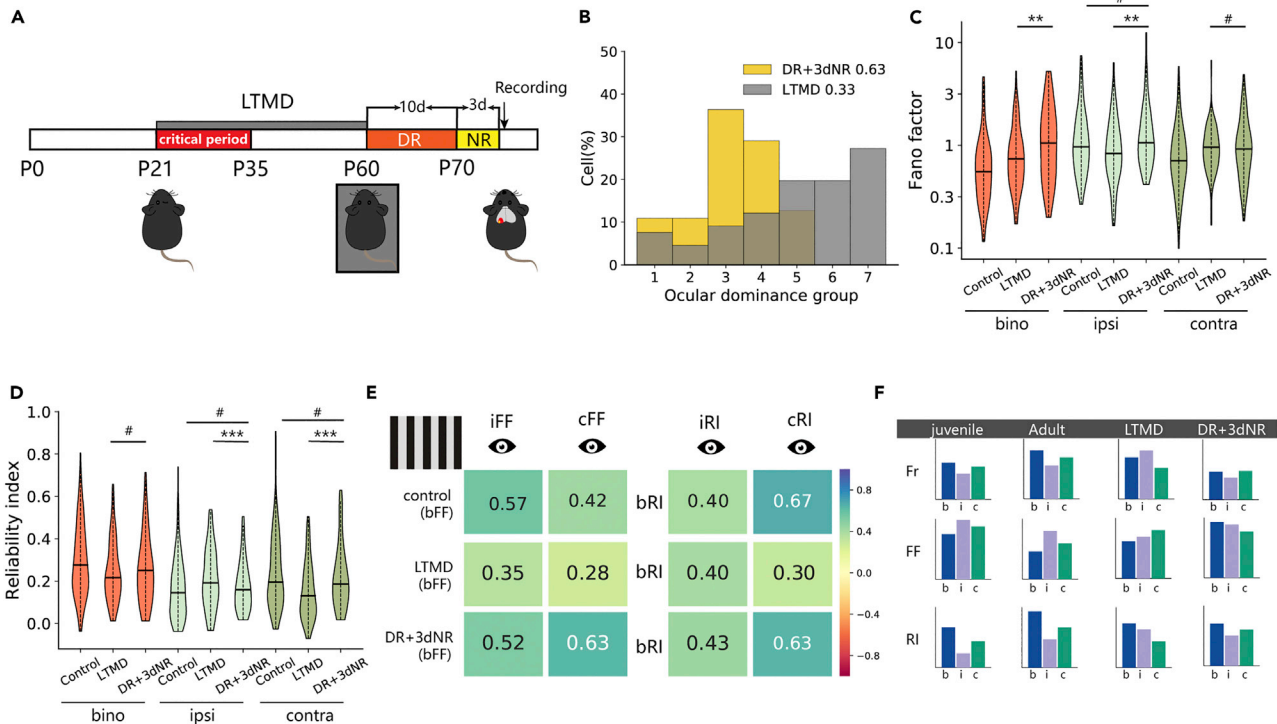 A
LTMD
10d
3d
Recording
critical period
DR
NR
P0
P21
P35
P60
P70
B
50
40
30
20
10
0
Cell(%)
DR+3dNR 0.63
LTMD 0.33
1 2 3 4 5 6 7
Ocular dominance group
C
10
3
1
0.3
0.1
Fano factor
** ** #
Control LTMD DR+3dNR Control LTMD DR+3dNR Control LTMD DR+3dNR
bino ipsi contra
D
1.0
0.8
0.6
0.4
0.2
0.0
Reliability index
# #
# *** ***
Control LTMD DR+3dNR Control LTMD DR+3dNR Control LTMD DR+3dNR
bino ipsi contra
E
iFF cFF iRI cRI
control
(bFF)
0.57 0.42 bRI 0.40 0.67
LTMD
(bFF)
0.35 0.28 bRI 0.40 0.30
DR+3dNR
(bFF)
0.52 0.63 bRI 0.43 0.63
0.8
0.4
0.0
−0.4
−0.8
F
juvenile Adult LTMD DR+3dNR
Fr
b i c b i c b i c b i c
FF
b i c b i c b i c b i c
RI
b i c b i c b i c b i c